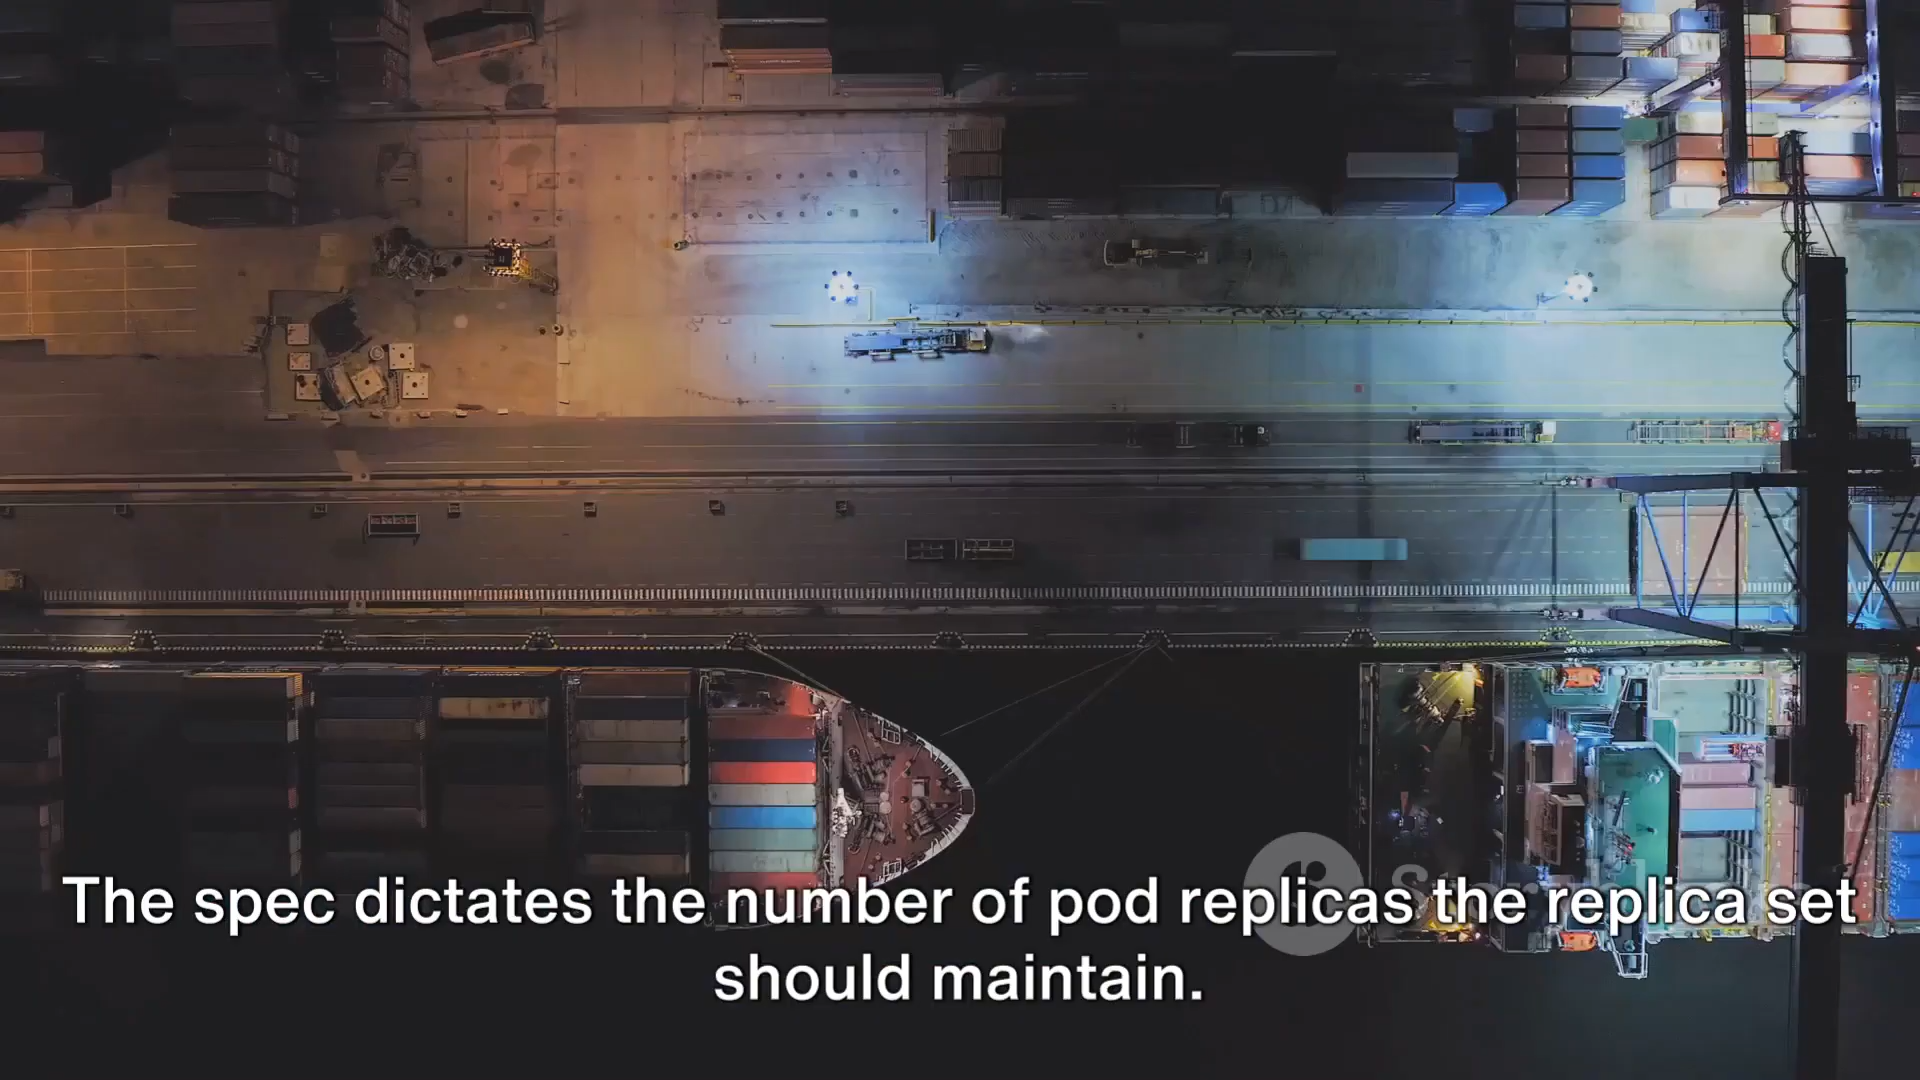 The spec dictates the number of pod replicas the replica set
should maintain.